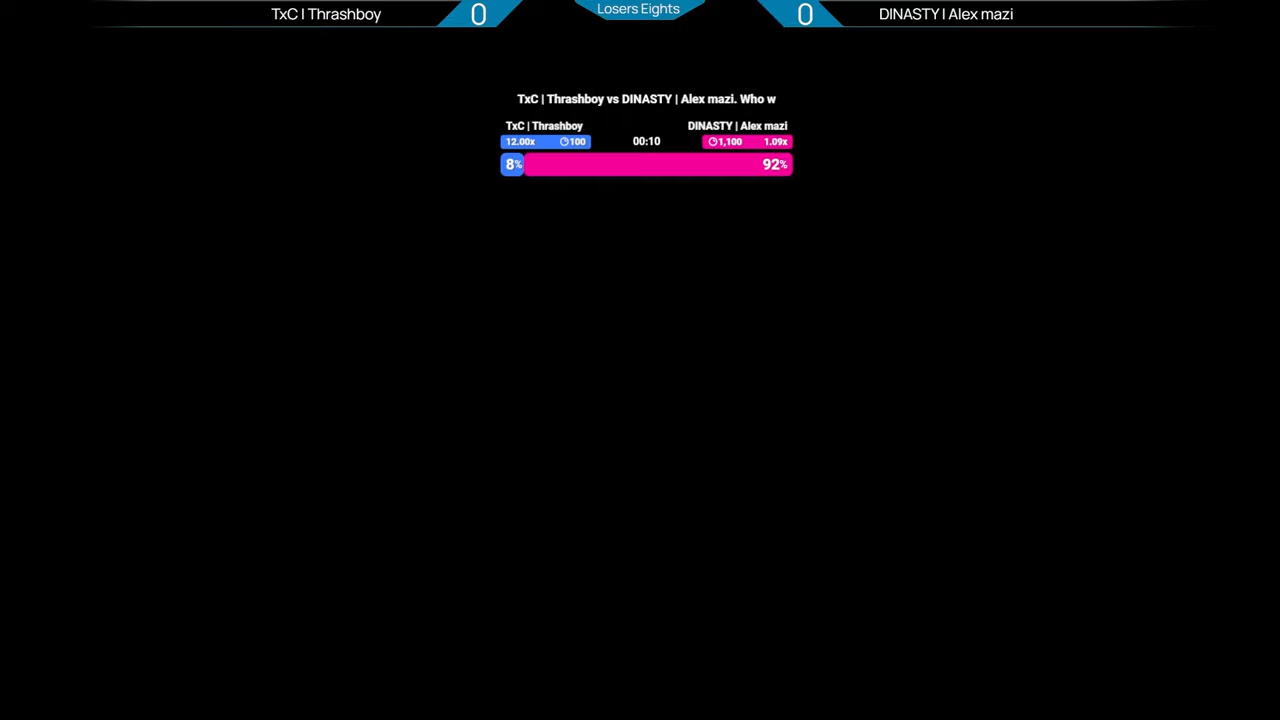 TxC | Thrashboy 0 Losers Eights 0 DINASTY | Alex mazi
TxC | Thrashboy vs DINASTY | Alex mazi. Who w
TxC | Thrashboy DINASTY | Alex mazi
12.00x 100 00:10 1,100 1.09x
8% 92%